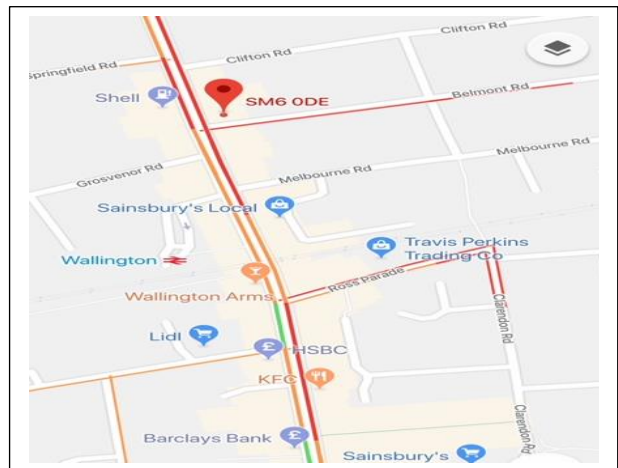 Clifton Rd
Clifton Rd
Springfield Rd
Shell
SM6 0DE
Belmont Rd
Grosvenor Rd
Melbourne Rd
Melbourne Rd
Sainsbury's Local
Travis Perkins
Trading Co
Wallington
Ross Parade
Wallington Arms
Clarendon Rd
Lidl
£ HSBC
KFC
Clarendon Rd
Barclays Bank £
Sainsbury's